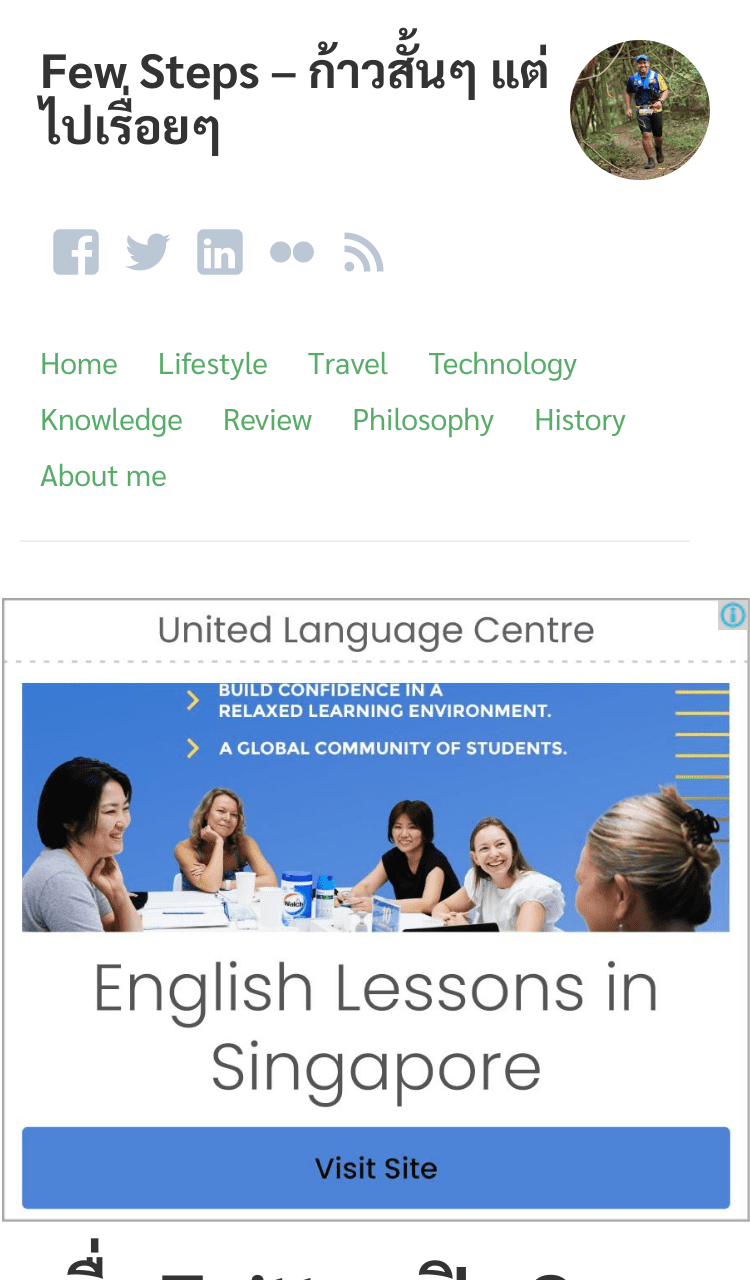 Few Steps – ก้าวสั้นๆ แต่
ไปเรื่อยๆ
Home Lifestyle Travel Technology
Knowledge Review Philosophy History
About me
United Language Centre
BUILD CONFIDENCE IN A
RELAXED LEARNING ENVIRONMENT.
A GLOBAL COMMUNITY OF STUDENTS.
Walch
English Lessons in
Singapore
Visit Site